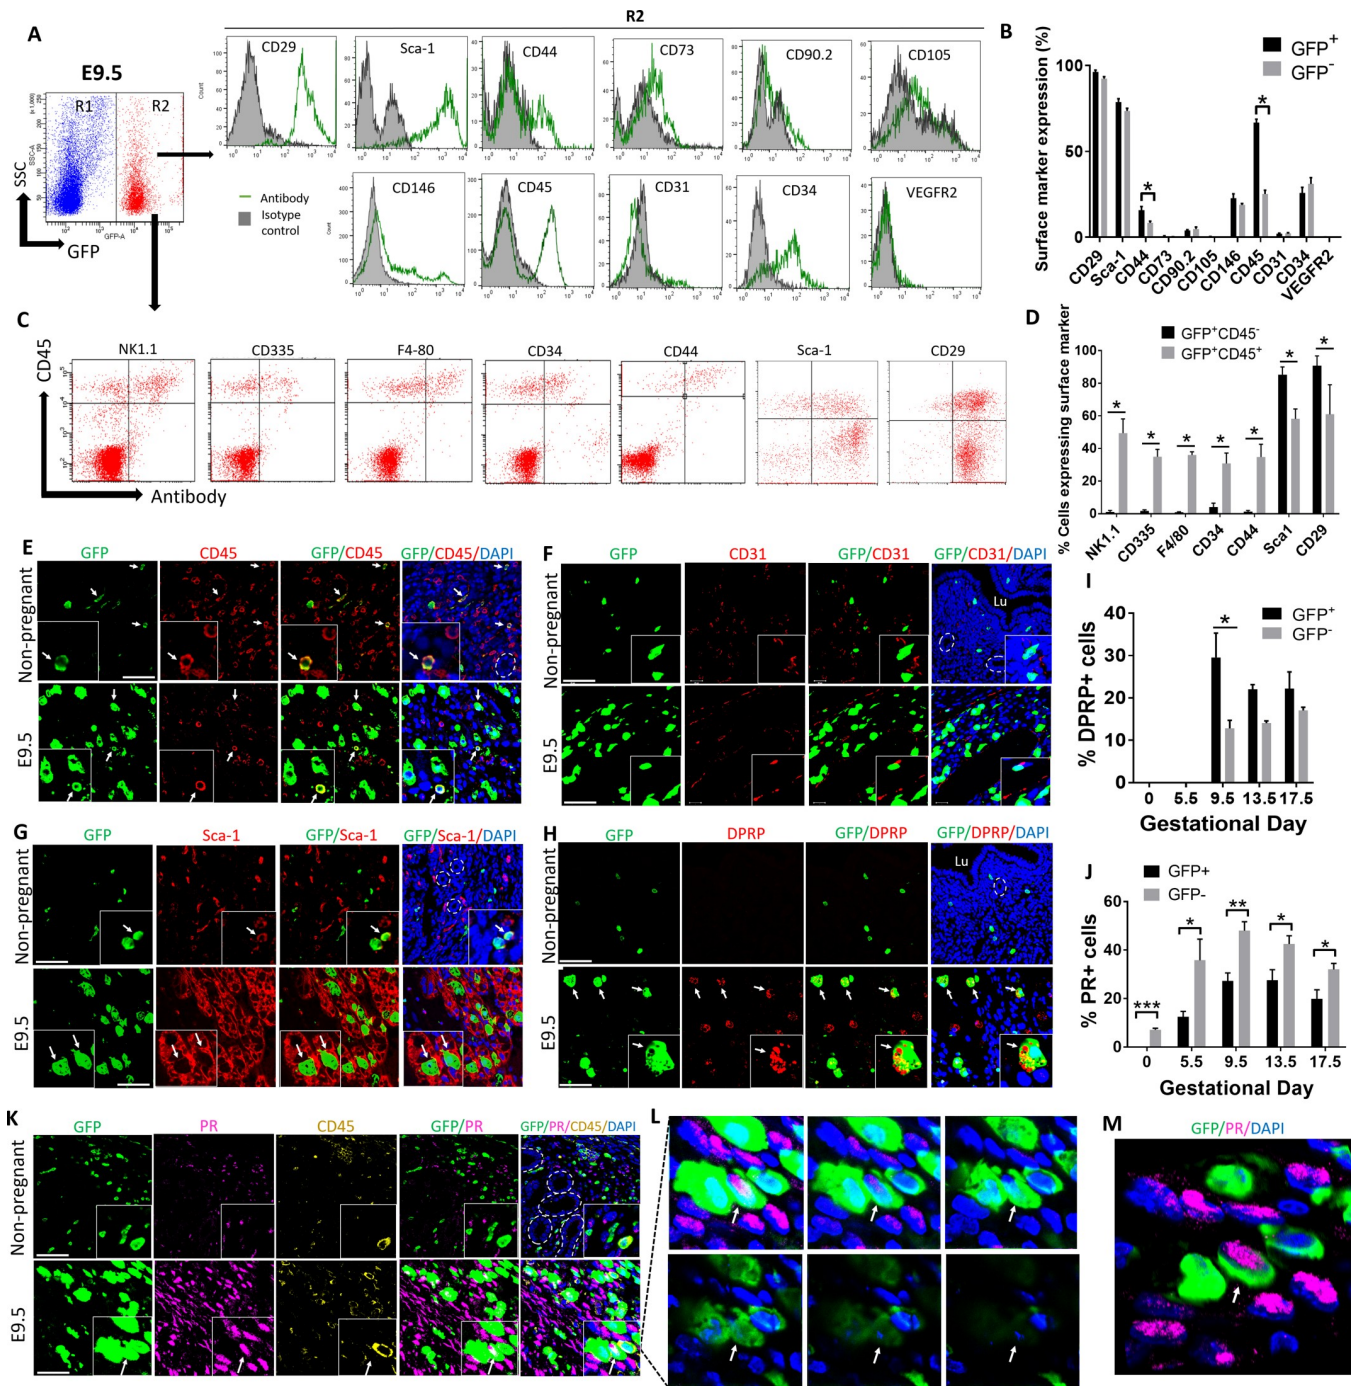 R2
A
E9.5
R1 R2
SSC
SSC-A
GFP-A
GFP
CD29
Sca-1
CD44
CD73
CD90.2
CD105
Count
CD146
CD45
CD31
CD34
VEGFR2
Count
Antibody
Isotype
control
B
Surface marker expression (%)
GFP+
GFP-
100
50
0
*
*
CD29
Sca-1
CD44
CD73
CD90.2
CD105
CD146
CD45
CD31
CD34
VEGFR2
C
CD45
NK1.1
CD335
F4-80
CD34
CD44
Sca-1
CD29
Antibody
D
% Cells expressing surface marker
GFP+CD45-
GFP+CD45+
100
80
60
40
20
0
* * * * * * *
NK1.1
CD335
F4/80
CD34
CD44
Sca1
CD29
E
GFP CD45 GFP/CD45 GFP/CD45/DAPI
Non-pregnant
E9.5
F
GFP CD31 GFP/CD31 GFP/CD31/DAPI
Non-pregnant
Lu
E9.5
G
GFP Sca-1 GFP/Sca-1 GFP/Sca-1/DAPI
Non-pregnant
E9.5
H
GFP DPRP GFP/DPRP GFP/DPRP/DAPI
Non-pregnant
Lu
E9.5
I
% DPRP+ cells
GFP+
GFP-
40
30
20
10
0
*
0 5.5 9.5 13.5 17.5
Gestational Day
J
% PR+ cells
GFP+
GFP-
60
40
20
0
*** * ** * *
0 5.5 9.5 13.5 17.5
Gestational Day
K
GFP PR CD45 GFP/PR GFP/PR/CD45/DAPI
Non-pregnant
E9.5
L
M
GFP/PR/DAPI